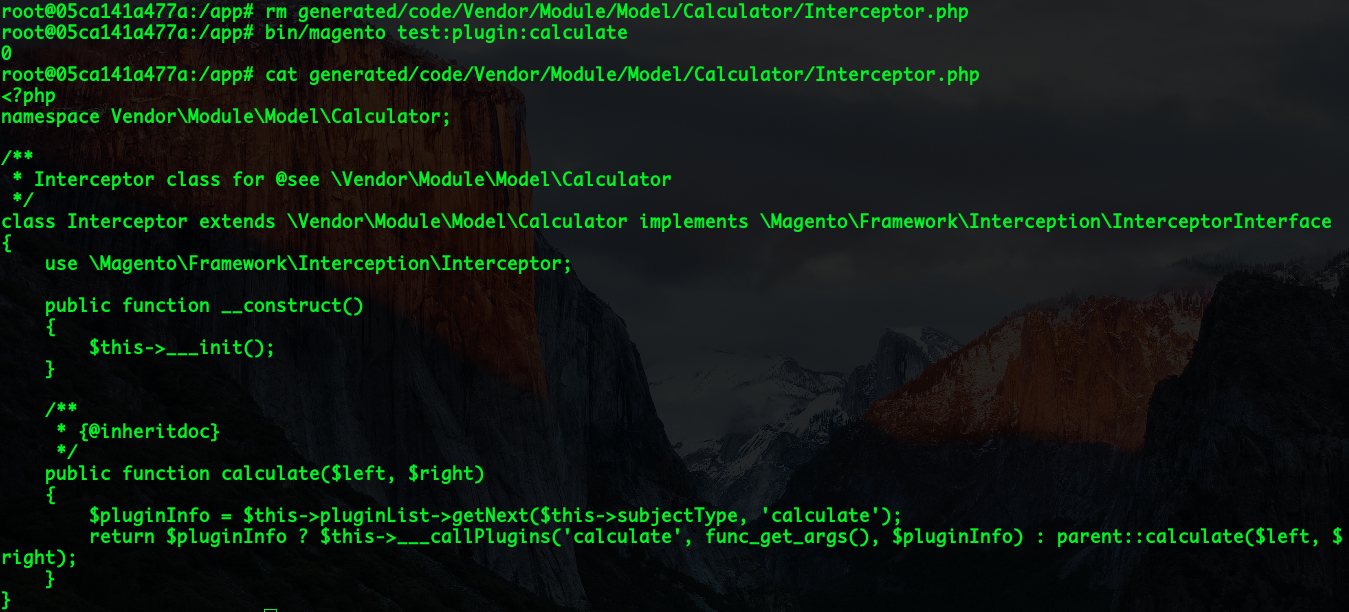 root@05ca141a477a:/app# rm generated/code/Vendor/Module/Model/Calculator/Interceptor.php
root@05ca141a477a:/app# bin/magento test:plugin:calculate
0
root@05ca141a477a:/app# cat generated/code/Vendor/Module/Model/Calculator/Interceptor.php
<?php
namespace Vendor\Module\Model\Calculator;

/**
 * Interceptor class for @see \Vendor\Module\Model\Calculator
 */
class Interceptor extends \Vendor\Module\Model\Calculator implements \Magento\Framework\Interception\InterceptorInterface
{
    use \Magento\Framework\Interception\Interceptor;

    public function __construct()
    {
        $this->___init();
    }

    /**
     * {@inheritdoc}
     */
    public function calculate($left, $right)
    {
        $pluginInfo = $this->pluginList->getNext($this->subjectType, 'calculate');
        return $pluginInfo ? $this->___callPlugins('calculate', func_get_args(), $pluginInfo) : parent::calculate($left, $
right);
    }
}